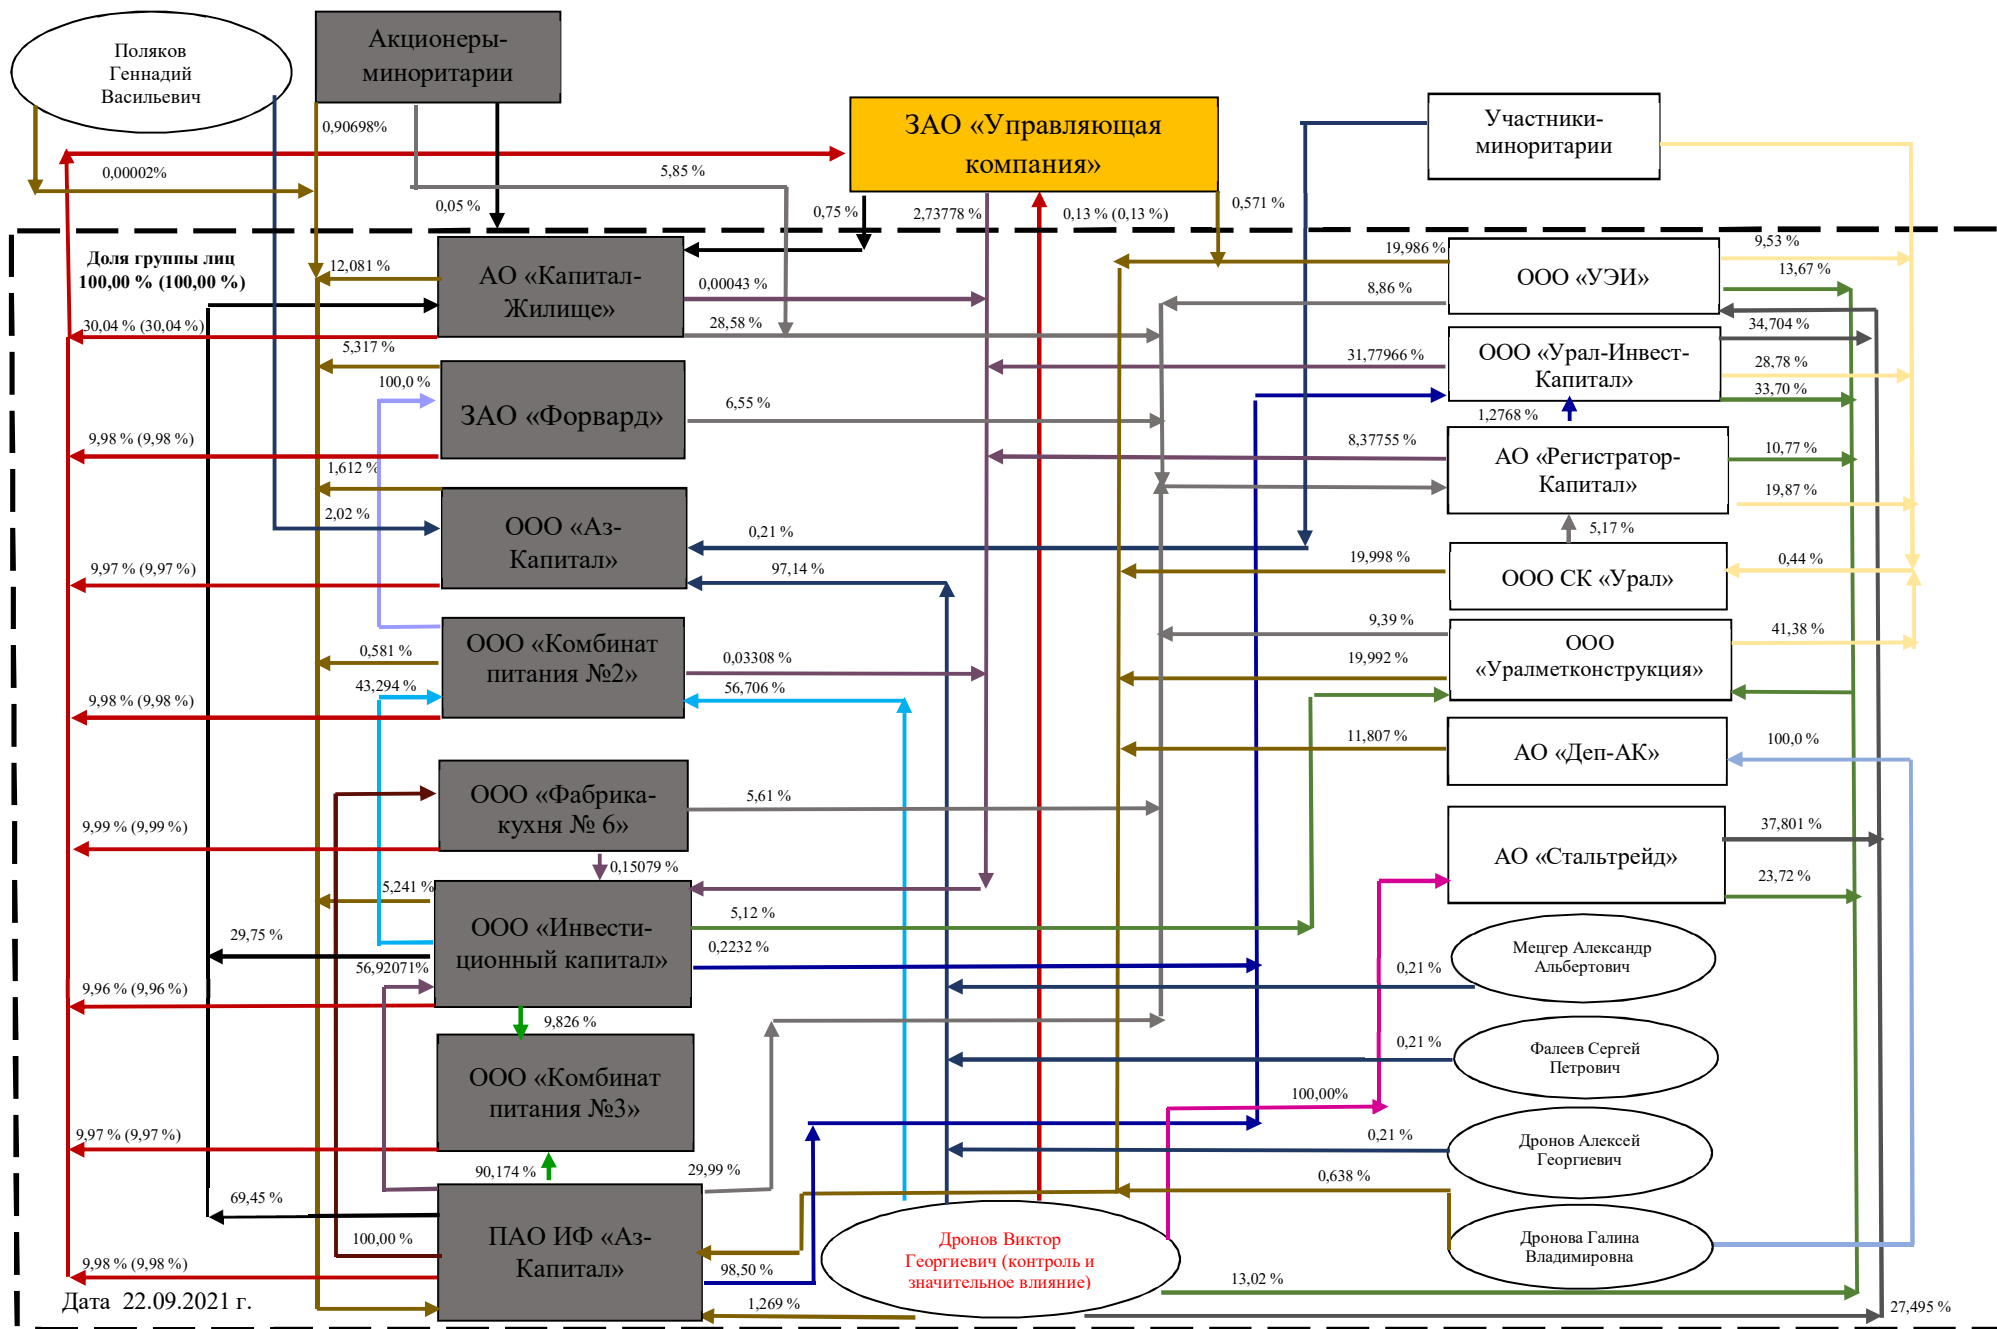 Поляков
Геннадий
Васильевич
Акционеры-
миноритарии
ЗАО «Управляющая
компания»
Участники-
миноритарии
0,90698%
0,00002%
5,85 %
0,05 %
0,75 %
2,73778 %
0,13 % (0,13 %)
0,571 %
Доля группы лиц
100,00 % (100,00 %)
12,081 %
АО «Капитал-
Жилище»
0,00043 %
28,58 %
30,04 % (30,04 %)
19,986 %
8,86 %
ООО «УЭИ»
9,53 %
13,67 %
34,704 %
5,317 %
100,0 %
ЗАО «Форвард»
6,55 %
9,98 % (9,98 %)
31,77966 %
ООО «Урал-Инвест-
Капитал»
28,78 %
33,70 %
1,2768 %
8,37755 %
АО «Регистратор-
Капитал»
10,77 %
19,87 %
1,612 %
2,02 %
ООО «Аз-
Капитал»
0,21 %
97,14 %
9,97 % (9,97 %)
5,17 %
19,998 %
ООО СК «Урал»
0,44 %
0,581 %
43,294 %
ООО «Комбинат
питания №2»
0,03308 %
56,706 %
9,98 % (9,98 %)
9,39 %
19,992 %
ООО
«Уралметконструкция»
41,38 %
11,807 %
АО «Деп-АК»
100,0 %
ООО «Фабрика-
кухня № 6»
5,61 %
9,99 % (9,99 %)
0,15079 %
АО «Стальтрейд»
37,801 %
23,72 %
5,241 %
ООО «Инвести-
ционный капитал»
5,12 %
0,2232 %
29,75 %
56,92071%
9,96 % (9,96 %)
9,826 %
Мецгер Александр
Альбертович
0,21 %
ООО «Комбинат
питания №3»
9,97 % (9,97 %)
90,174 %
Фалеев Сергей
Петрович
0,21 %
100,00%
Дронов Алексей
Георгиевич
0,21 %
29,99 %
69,45 %
100,00 %
ПАО ИФ «Аз-
Капитал»
98,50 %
1,269 %
9,98 % (9,98 %)
Дронов Виктор
Георгиевич (контроль и
значительное влияние)
0,638 %
Дронова Галина
Владимировна
13,02 %
27,495 %
Дата 22.09.2021 г.